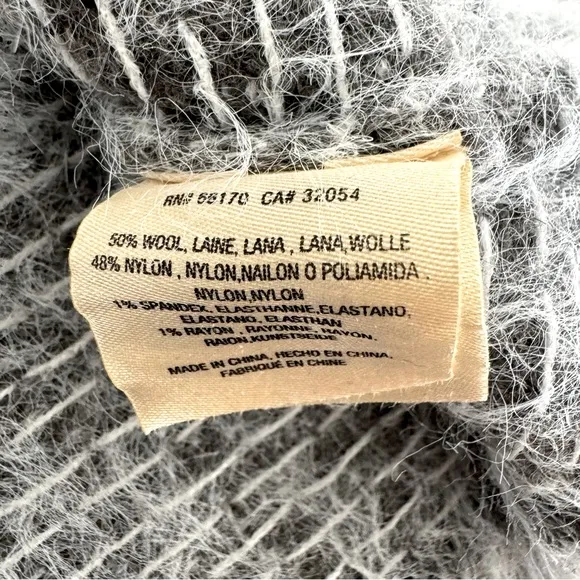 RN# 66170 CA# 32054
50% WOOL, LAINE, LANA , LANA,WOLLE
48% NYLON , NYLON,NAILON O POLIAMIDA .
NYLON,NYLON
1% SPANDEX, ELASTHANNE,ELASTANO,
ELASTANO, ELASTHAN
1% RAYON , RAYONNE, RAYON,
RAION,KUNSTSEIDE
MADE IN CHINA, HECHO EN CHINA,
FABRIQUÉ EN CHINE